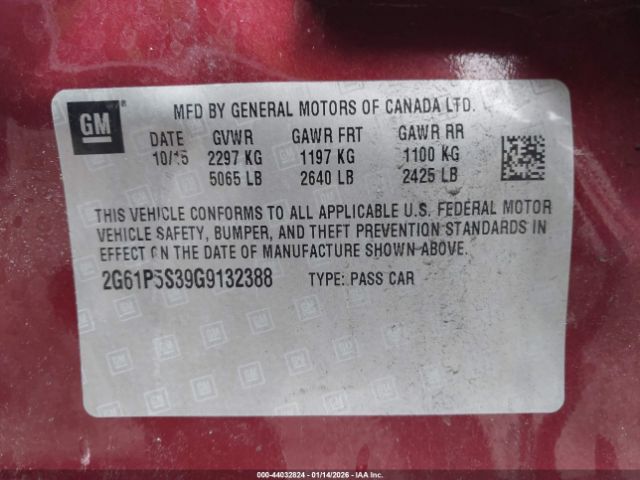 GM
MFD BY GENERAL MOTORS OF CANADA LTD.
DATE GVWR GAWR FRT GAWR RR
10/15 2297 KG 1197 KG 1100 KG
5065 LB 2640 LB 2425 LB
THIS VEHICLE CONFORMS TO ALL APPLICABLE U.S. FEDERAL MOTOR
VEHICLE SAFETY, BUMPER, AND THEFT PREVENTION STANDARDS IN
EFFECT ON THE DATE OF MANUFACTURE SHOWN ABOVE.
2G61P5S39G9132388 TYPE: PASS CAR
000-44032824 | 01/14/2026 - IAA